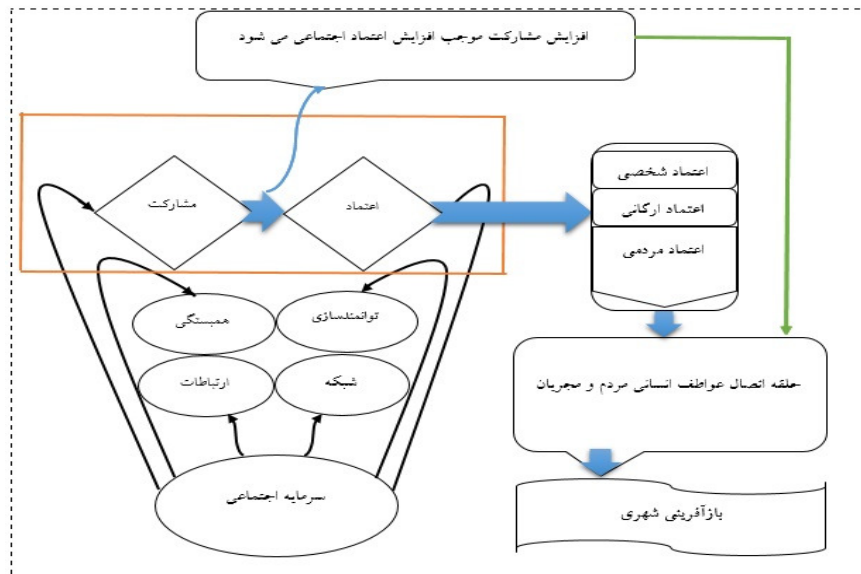 افزایش مشارکت موجب افزایش اعتماد اجتماعی می شود
مشارکت
اعتماد
اعتماد شخصی
اعتماد ارگانی
اعتماد مردمی
همبستگی
توانمندسازی
ارتباطات
شبکه
حلقه اتصال عواطف انسانی مردم و مجریان
سرمایه اجتماعی
بازآفرینی شهری